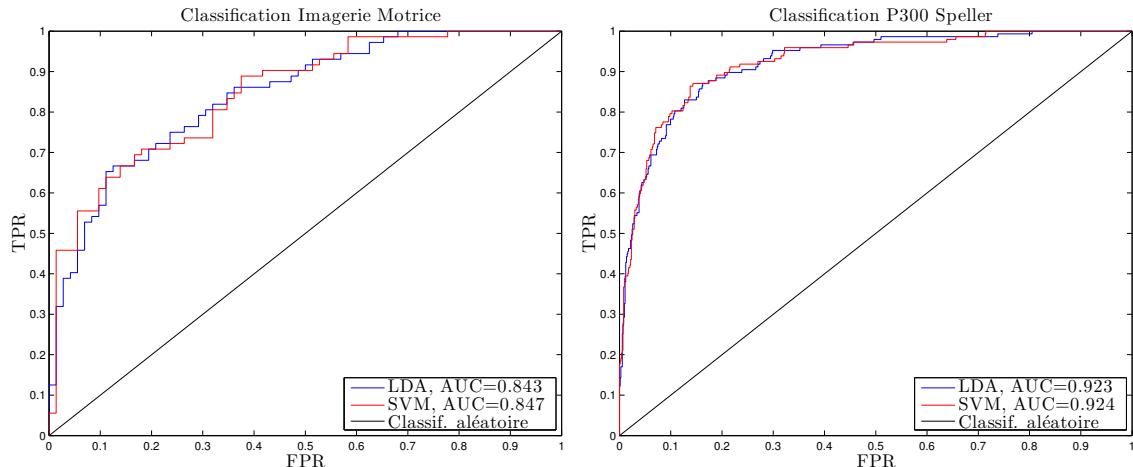 Classification Imagerie Motrice
1
0.9
0.8
0.7
0.6
0.5
0.4
0.3
0.2
0.1
0
TPR
0 0.1 0.2 0.3 0.4 0.5 0.6 0.7 0.8 0.9 1
FPR
LDA, AUC=0.843
SVM, AUC=0.847
Classif. aléatoire
Classification P300 Speller
1
0.9
0.8
0.7
0.6
0.5
0.4
0.3
0.2
0.1
0
TPR
0 0.1 0.2 0.3 0.4 0.5 0.6 0.7 0.8 0.9 1
FPR
LDA, AUC=0.923
SVM, AUC=0.924
Classif. aléatoire